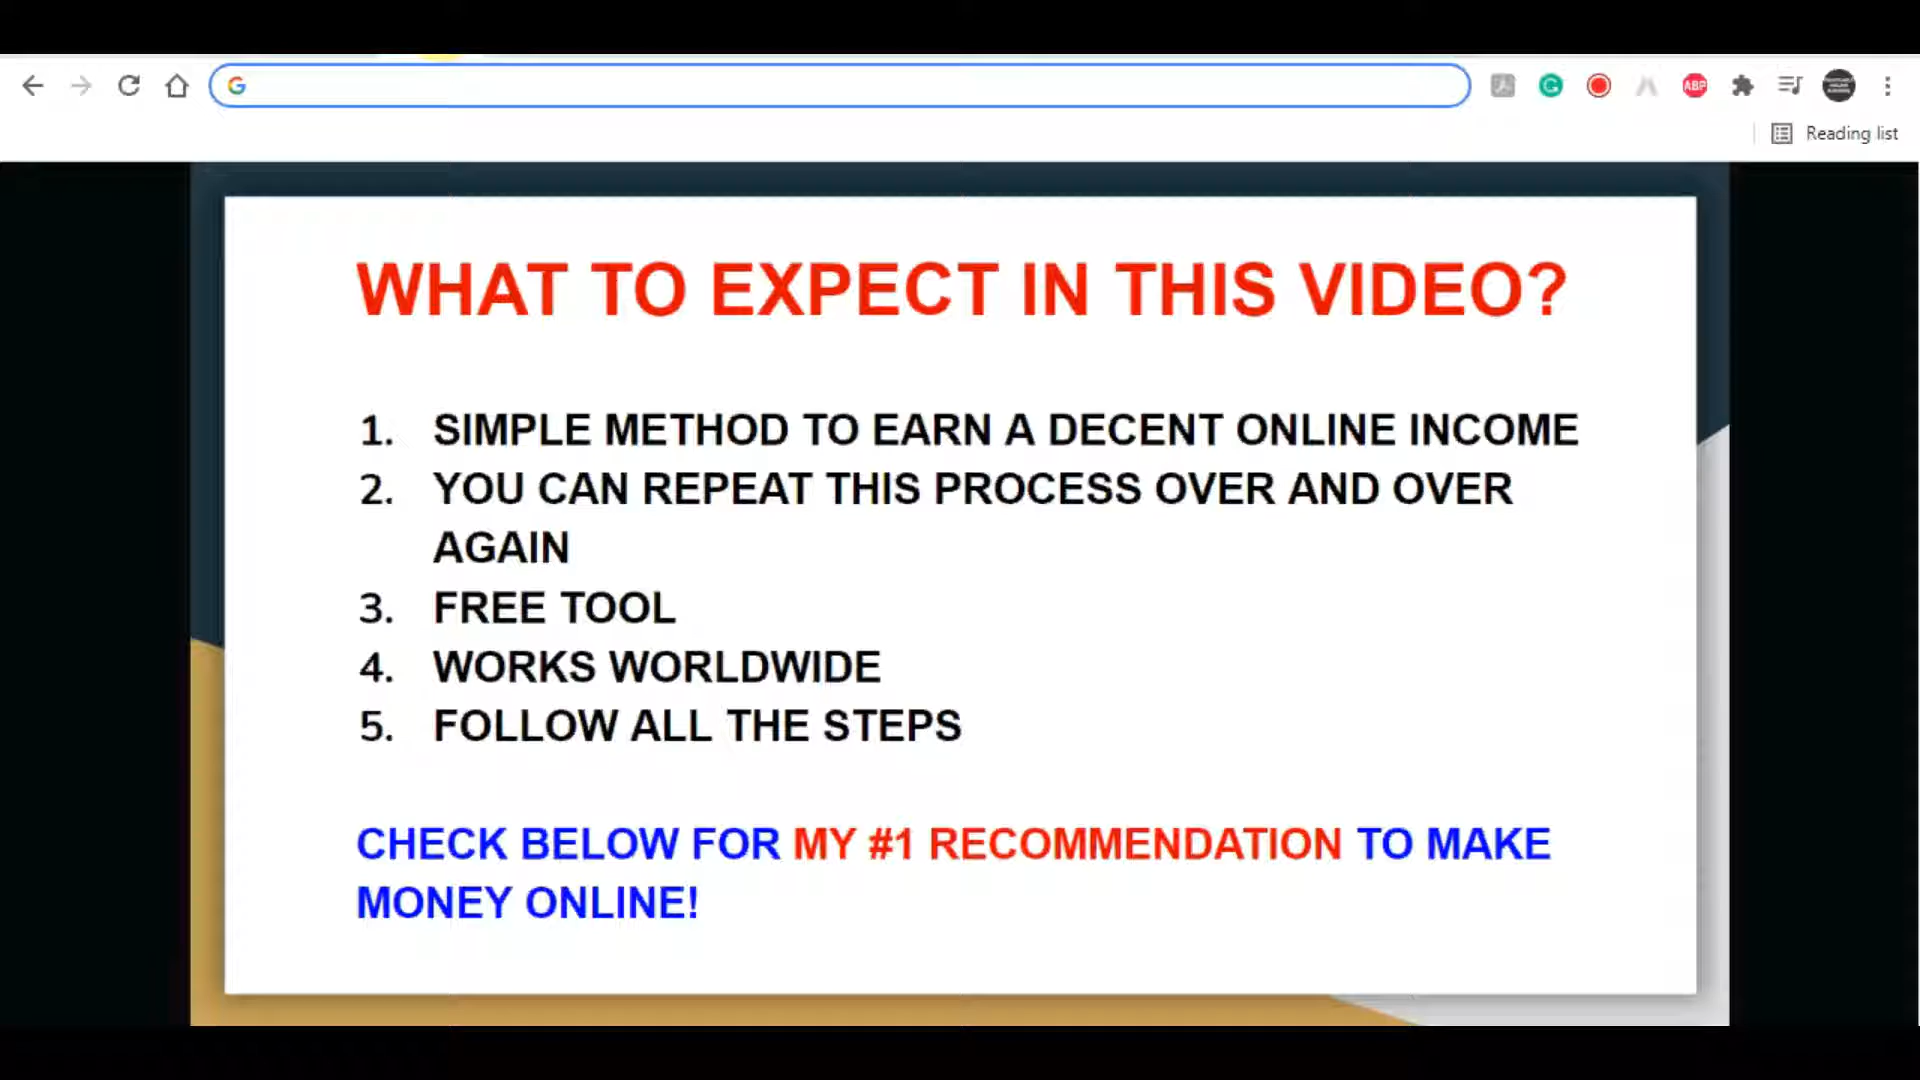 G
ABP
Reading list
WHAT TO EXPECT IN THIS VIDEO?
1. SIMPLE METHOD TO EARN A DECENT ONLINE INCOME
2. YOU CAN REPEAT THIS PROCESS OVER AND OVER
AGAIN
3. FREE TOOL
4. WORKS WORLDWIDE
5. FOLLOW ALL THE STEPS
CHECK BELOW FOR MY #1 RECOMMENDATION TO MAKE
MONEY ONLINE!